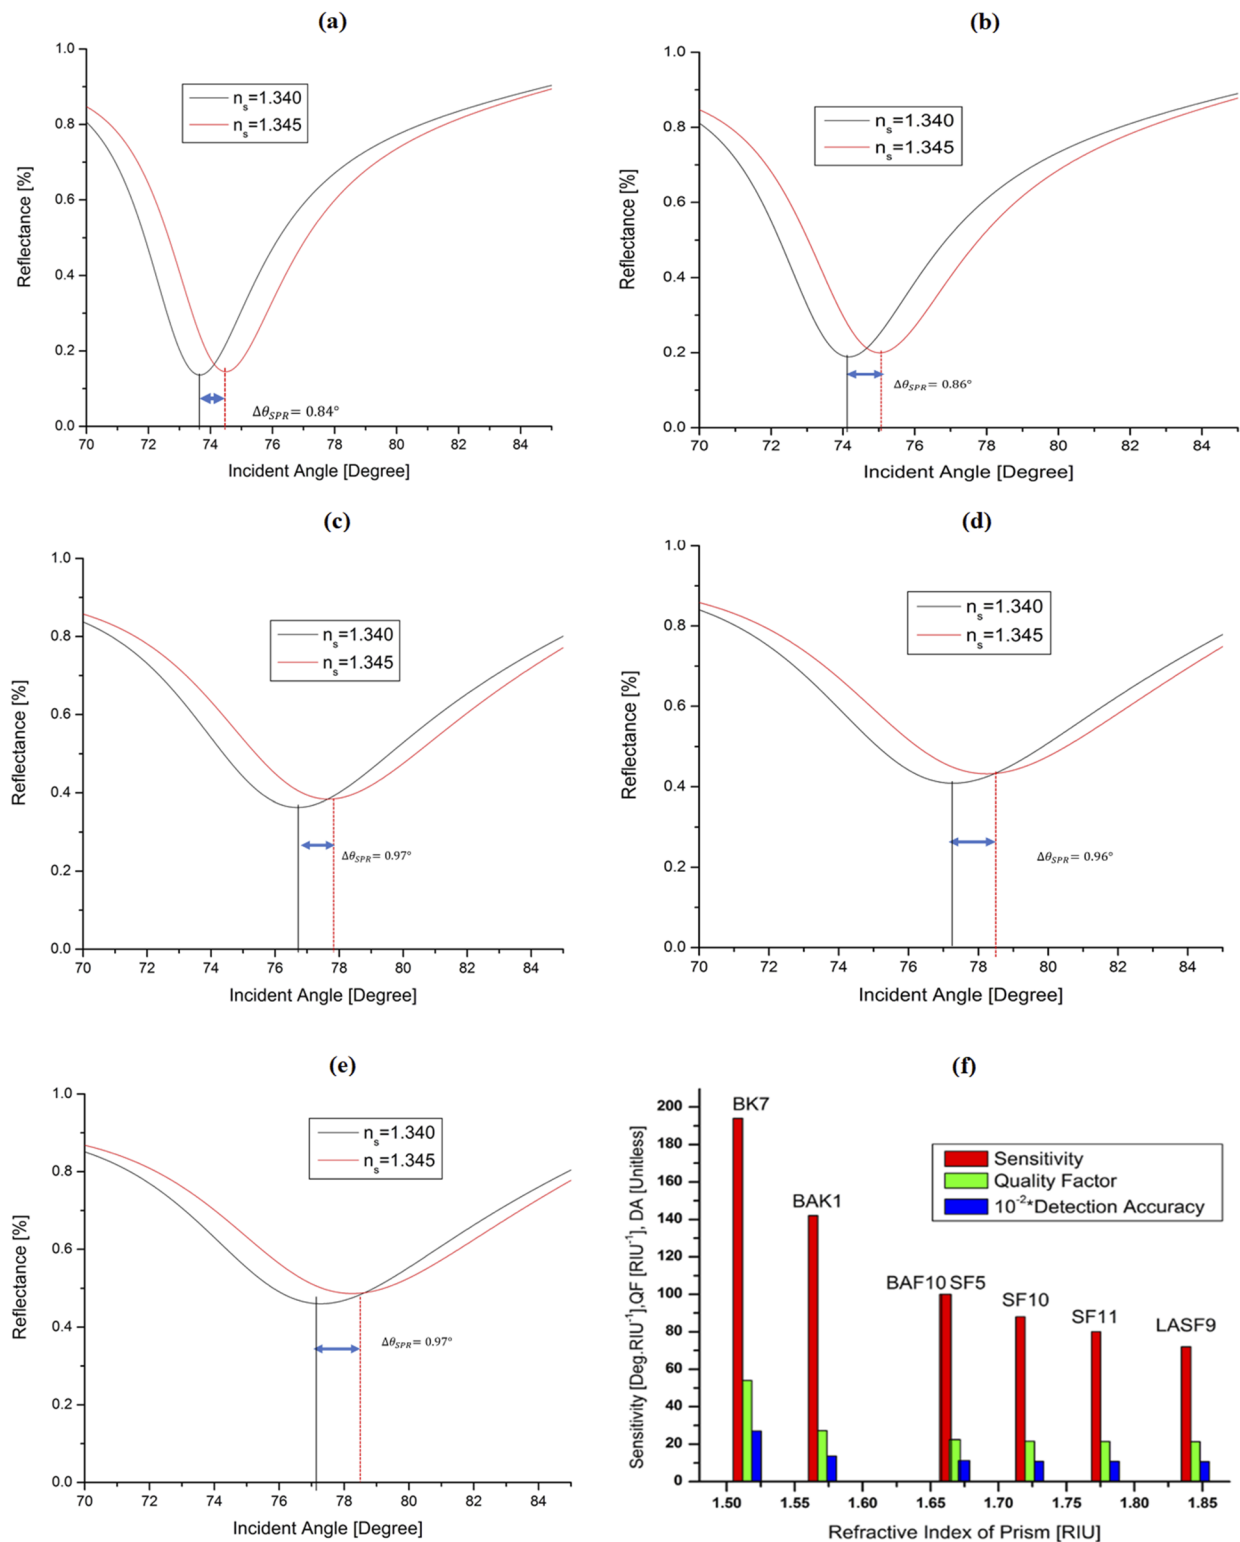 (a)
1.0
0.8
0.6
0.4
0.2
0.0
Reflectance [%]
n_s=1.340
n_s=1.345
Δθ_SPR= 0.84°
70 72 74 76 78 80 82 84
Incident Angle [Degree]
(b)
1.0
0.8
0.6
0.4
0.2
0.0
Reflectance [%]
n_s=1.340
n_s=1.345
Δθ_SPR= 0.86°
70 72 74 76 78 80 82 84
Incident Angle [Degree]
(c)
1.0
0.8
0.6
0.4
0.2
0.0
Reflectance [%]
n_s=1.340
n_s=1.345
Δθ_SPR= 0.97°
70 72 74 76 78 80 82 84
Incident Angle [Degree]
(d)
1.0
0.8
0.6
0.4
0.2
0.0
Reflectance [%]
n_s=1.340
n_s=1.345
Δθ_SPR= 0.96°
70 72 74 76 78 80 82 84
Incident Angle [Degree]
(e)
1.0
0.8
0.6
0.4
0.2
0.0
Reflectance [%]
n_s=1.340
n_s=1.345
Δθ_SPR= 0.97°
70 72 74 76 78 80 82 84
Incident Angle [Degree]
(f)
200
180
160
140
120
100
80
60
40
20
0
Sensitivity [Deg.RIU⁻¹],QF [RIU⁻¹], DA [Unitless]
BK7
BAK1
BAF10 SF5
SF10
SF11
LASF9
Sensitivity
Quality Factor
10⁻²*Detection Accuracy
1.50 1.55 1.60 1.65 1.70 1.75 1.80 1.85
Refractive Index of Prism [RIU]